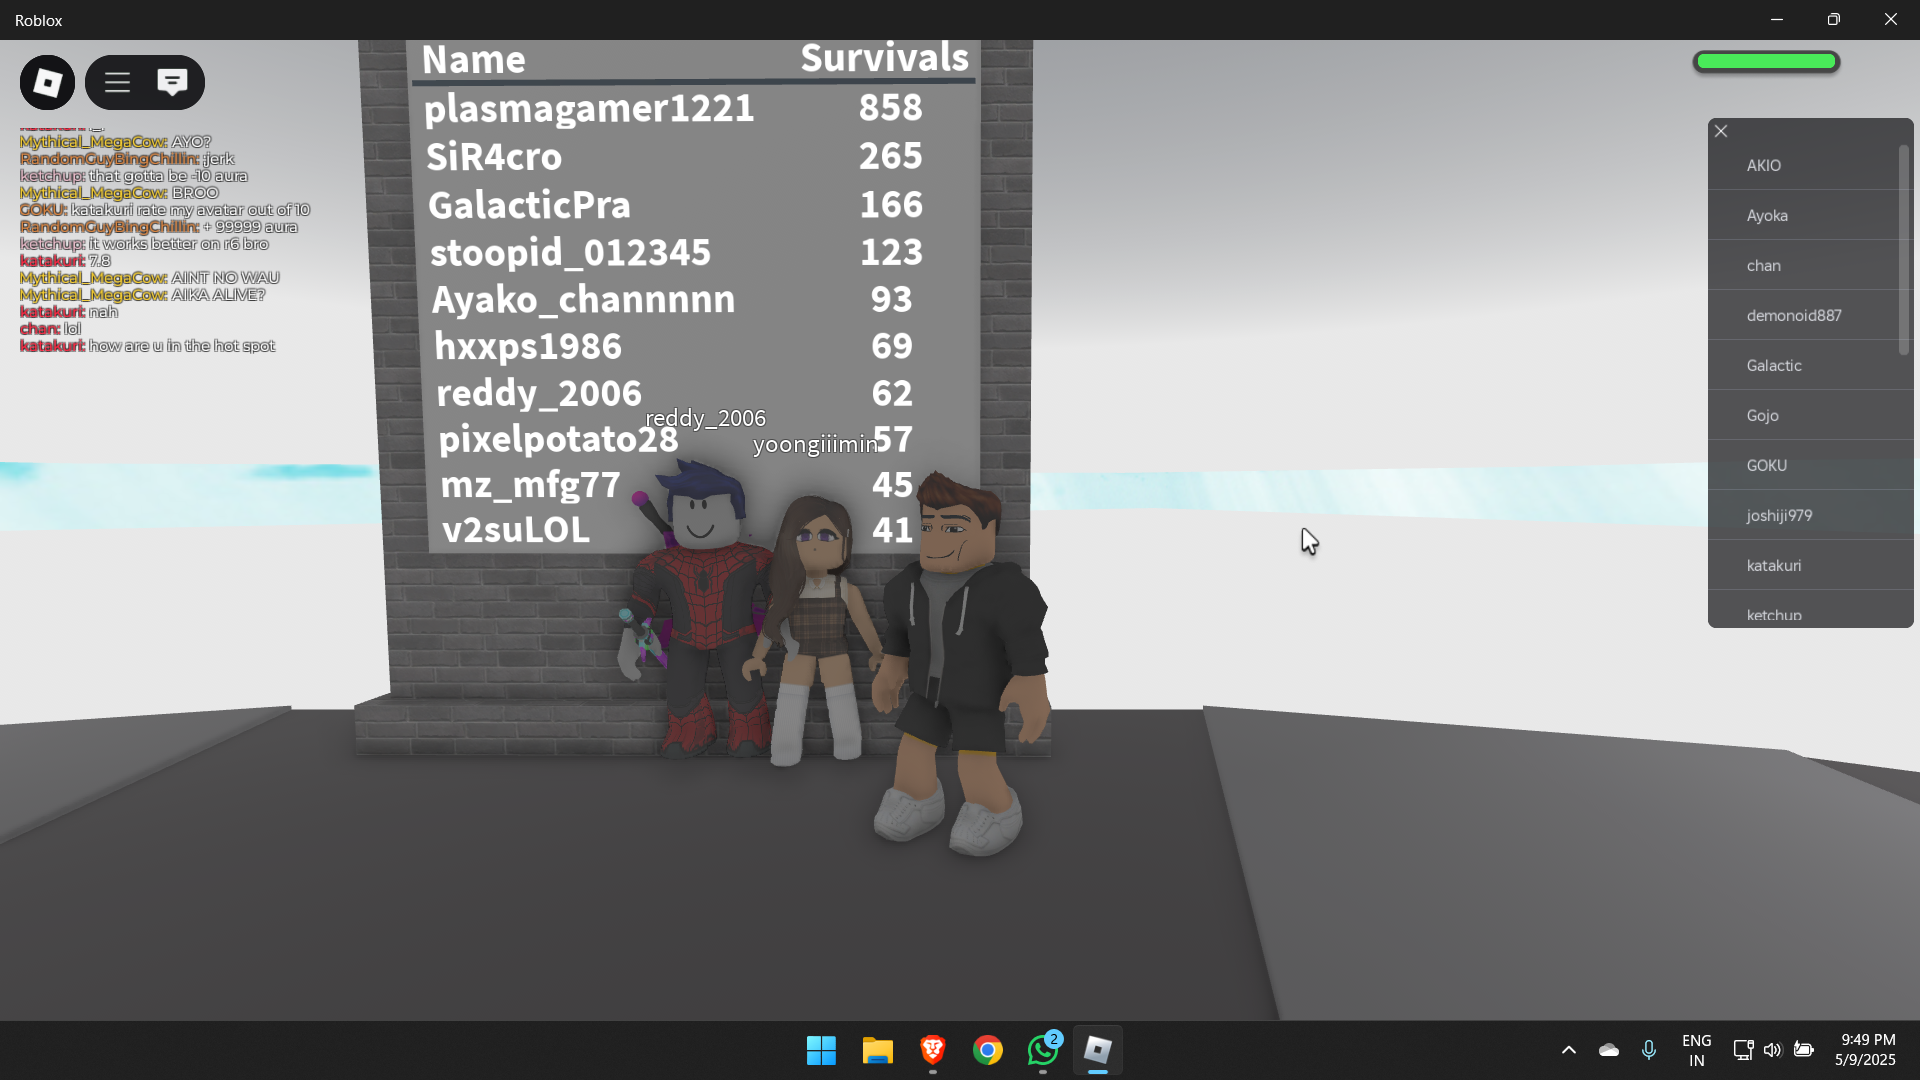 Roblox
Name Survivals
plasmagamer1221 858
SiR4cro 265
GalacticPra 166
stoopid_012345 123
Ayako_channnnn 93
hxxps1986 69
reddy_2006 62
pixelpotato28 57
mz_mfg77 45
v2suLOL 41
reddy_2006
yoongiiimin
Mythical_MegaCow: AYO?
RandomGuyBingChillin: :jerk
ketchup: that gotta be -10 aura
Mythical_MegaCow: BROO
GOKU: katakuri rate my avatar out of 10
RandomGuyBingChillin: + 99999 aura
ketchup: it works better on r6 bro
katakuri: 7.8
Mythical_MegaCow: AINT NO WAU
Mythical_MegaCow: AIKA ALIVE?
katakuri: nah
chan: lol
katakuri: how are u in the hot spot
AKIO
Ayoka
chan
demonoid887
Galactic
Gojo
GOKU
joshiji979
katakuri
ketchup
2
ENG
IN
9:49 PM
5/9/2025